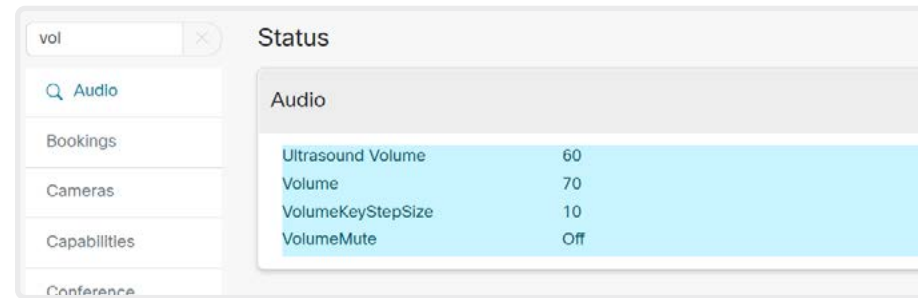 vol
Status
Audio
Bookings
Cameras
Capabilities
Conference
Audio
Ultrasound Volume 60
Volume 70
VolumeKeyStepSize 10
VolumeMute Off